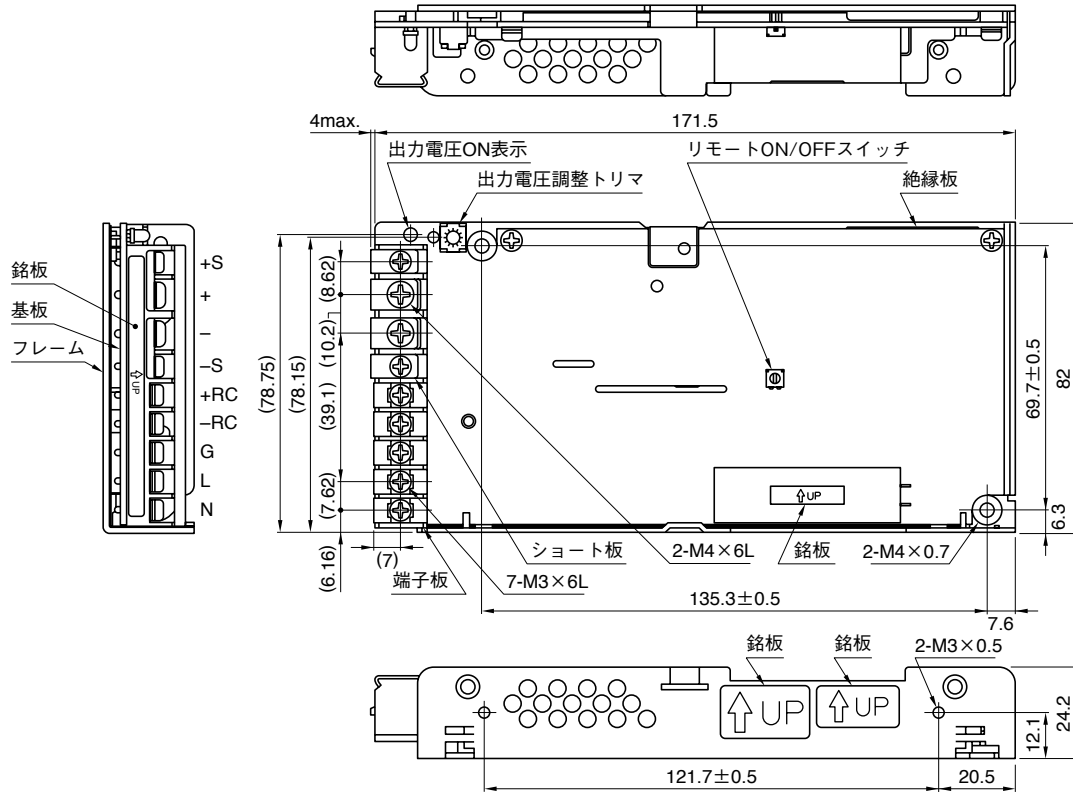 4max.
171.5
出力電圧ON表示
リモートON/OFFスイッチ
出力電圧調整トリマ
絶縁板
銘板
基板
フレーム
UP
+S
+
–
–S
+RC
–RC
G
L
N
(78.75)
(78.15)
(8.62)
(10.2)
(39.1)
(7.62)
(6.16)
(7)
端子板
ショート板
7-M3×6L
2-M4×6L
UP
銘板
2-M4×0.7
69.7±0.5
82
6.3
135.3±0.5
7.6
銘板
銘板
2-M3×0.5
UP
UP
12.1
24.2
121.7±0.5
20.5